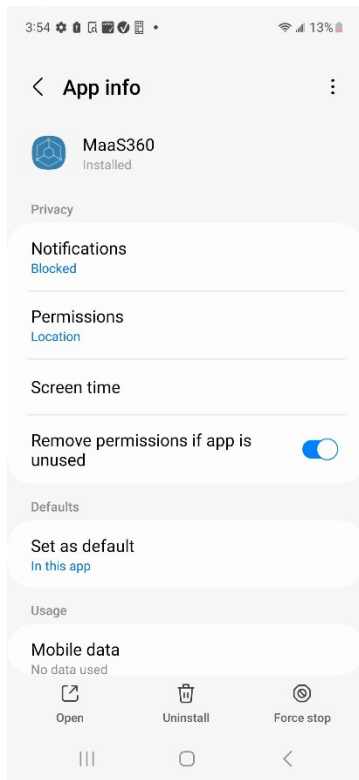 3:54 13%
App info
MaaS360
Installed
Privacy
Notifications
Blocked
Permissions
Location
Screen time
Remove permissions if app is
unused
Defaults
Set as default
In this app
Usage
Mobile data
No data used
Open Uninstall Force stop